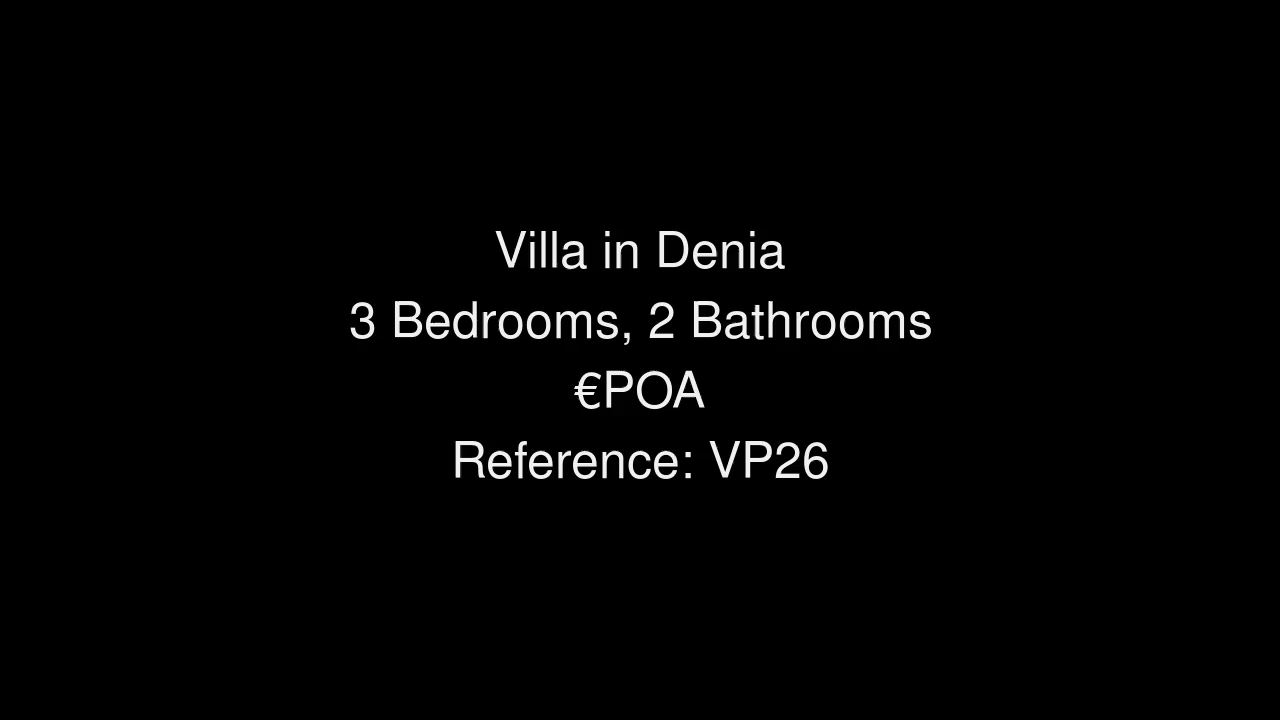 Villa in Denia
3 Bedrooms, 2 Bathrooms
€POA
Reference: VP26